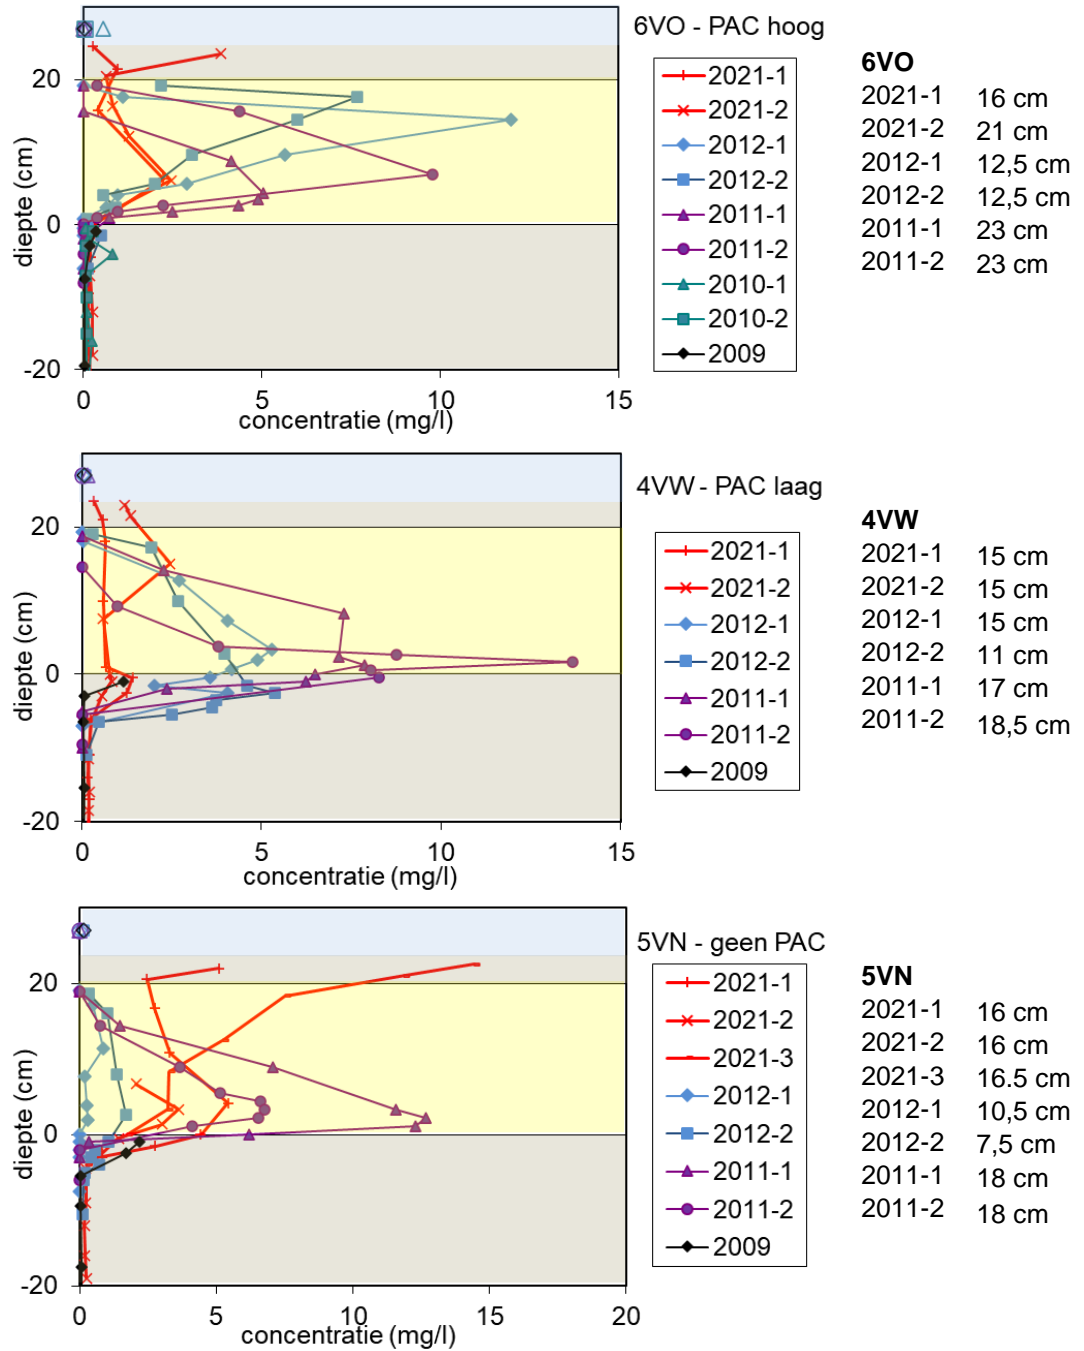 6VO - PAC hoog
20
0
-20
diepte (cm)
0 5 10 15
concentratie (mg/l)
2021-1
2021-2
2012-1
2012-2
2011-1
2011-2
2010-1
2010-2
2009
6VO
2021-1 16 cm
2021-2 21 cm
2012-1 12,5 cm
2012-2 12,5 cm
2011-1 23 cm
2011-2 23 cm
4VW - PAC laag
20
0
-20
diepte (cm)
0 5 10 15
concentratie (mg/l)
2021-1
2021-2
2012-1
2012-2
2011-1
2011-2
2009
4VW
2021-1 15 cm
2021-2 15 cm
2012-1 15 cm
2012-2 11 cm
2011-1 17 cm
2011-2 18,5 cm
5VN - geen PAC
20
0
-20
diepte (cm)
0 5 10 15 20
concentratie (mg/l)
2021-1
2021-2
2021-3
2012-1
2012-2
2011-1
2011-2
2009
5VN
2021-1 16 cm
2021-2 16 cm
2021-3 16.5 cm
2012-1 10,5 cm
2012-2 7,5 cm
2011-1 18 cm
2011-2 18 cm